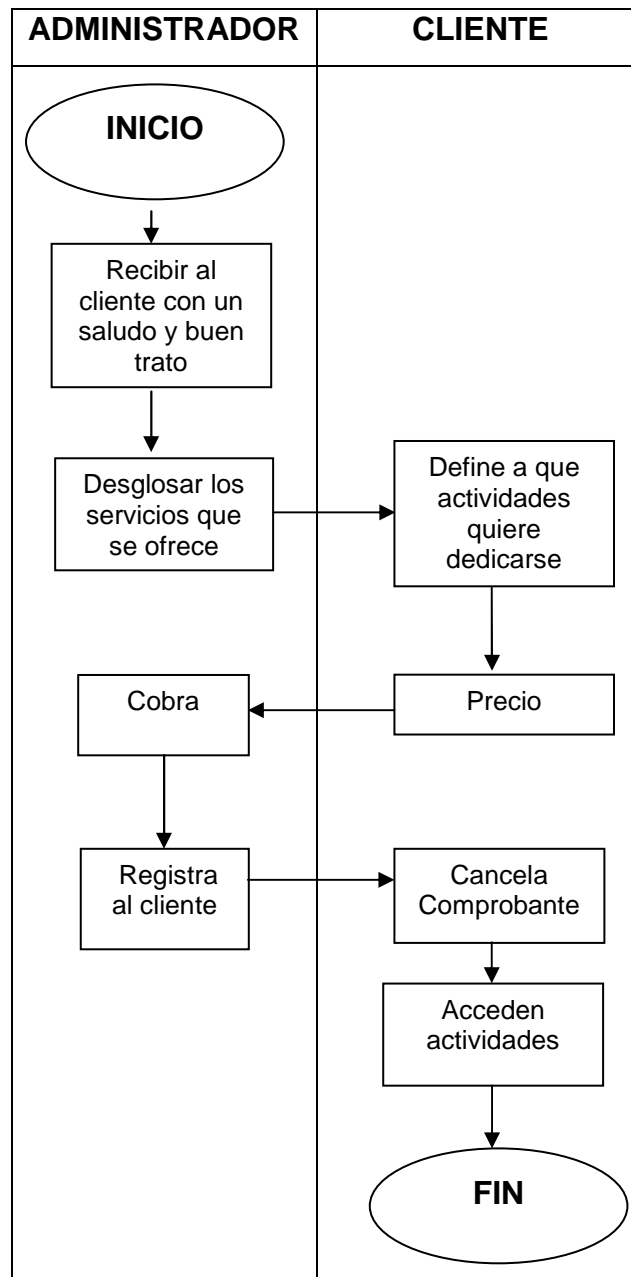 ADMINISTRADOR
CLIENTE
INICIO
Recibir al
cliente con un
saludo y buen
trato
Desglosar los
servicios que
se ofrece
Define a que
actividades
quiere
dedicarse
Cobra
Precio
Registra
al cliente
Cancela
Comprobante
Acceden
actividades
FIN